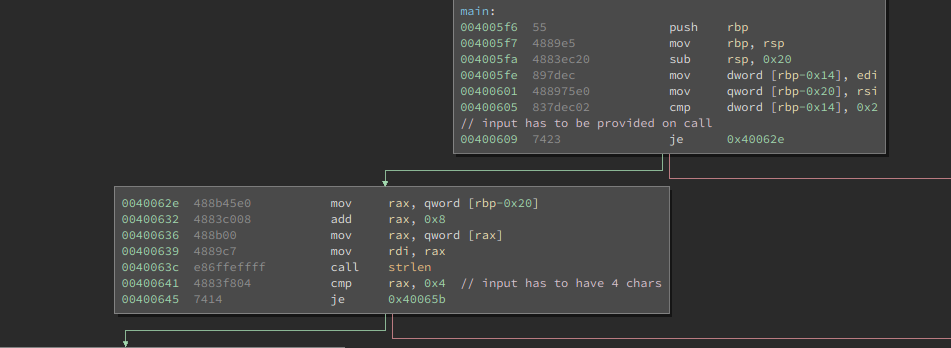 main:
004005f6 55 push rbp
004005f7 4889e5 mov rbp, rsp
004005fa 4883ec20 sub rsp, 0x20
004005fe 897dec mov dword [rbp-0x14], edi
00400601 488975e0 mov qword [rbp-0x20], rsi
00400605 837dec02 cmp dword [rbp-0x14], 0x2
// input has to be provided on call
00400609 7423 je 0x40062e
0040062e 488b45e0 mov rax, qword [rbp-0x20]
00400632 4883c008 add rax, 0x8
00400636 488b00 mov rax, qword [rax]
00400639 4889c7 mov rdi, rax
0040063c e86ffeffff call strlen
00400641 4883f804 cmp rax, 0x4 // input has to have 4 chars
00400645 7414 je 0x40065b